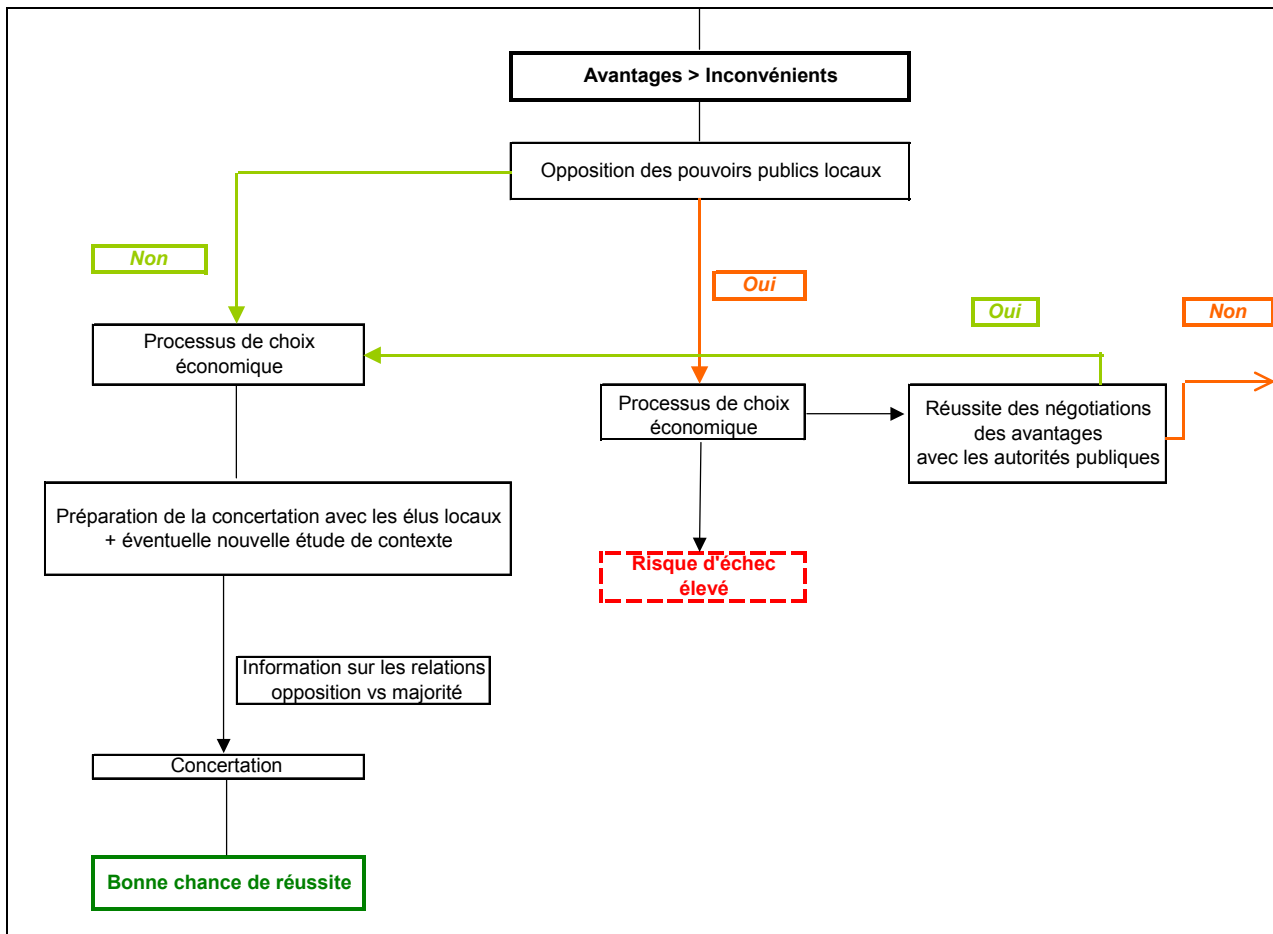 Avantages > Inconvénients
Opposition des pouvoirs publics locaux
Non
Oui
Oui
Non
Processus de choix
économique
Processus de choix
économique
Réussite des négotiations
des avantages
avec les autorités publiques
Préparation de la concertation avec les élus locaux
+ éventuelle nouvelle étude de contexte
Risque d'échec
élevé
Information sur les relations
opposition vs majorité
Concertation
Bonne chance de réussite